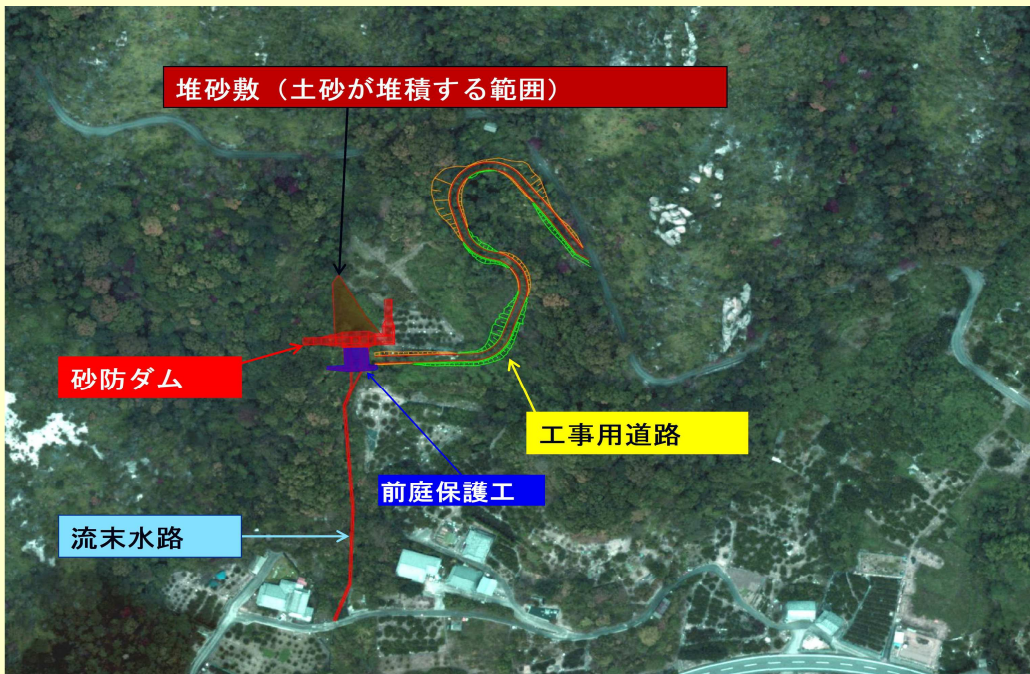 堆砂敷（土砂が堆積する範囲）
砂防ダム
工事用道路
前庭保護工
流末水路